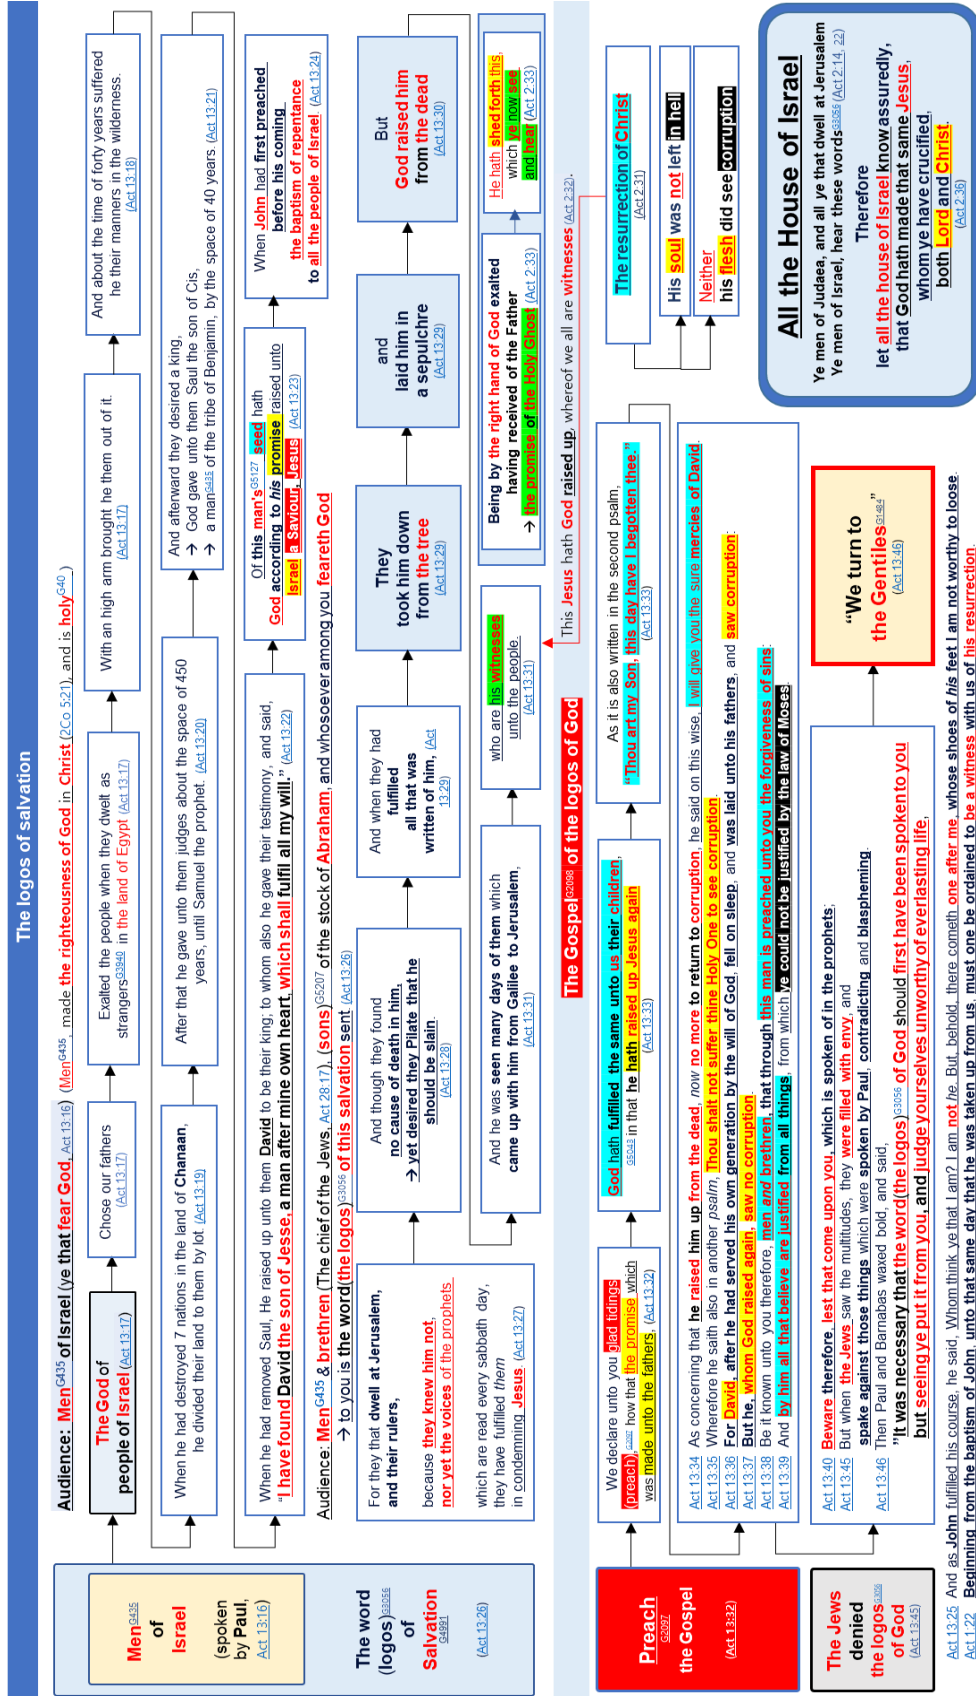 The logos of salvation
Men G435
of
Israel
(spoken
by Paul,
Act 13:16)
Audience: Men G435 of Israel (ye that fear God, Act 13:16) (Men G435, made the righteousness of God in Christ (2Co 5:21), and is holy G40.)
The God of
people of Israel (Act 13:17)
Chose our fathers
(Act 13:17)
Exalted the people when they dwelt as
strangers G3940 in the land of Egypt (Act 13:17)
With an high arm brought he them out of it.
(Act 13:17)
And about the time of forty years suffered
he their manners in the wilderness.
(Act 13:18)
When he had destroyed 7 nations in the land of Chanan,
he divided their land to them by lot. (Act 13:19)
After that he gave unto them judges about the space of 450
years, until Samuel the prophet. (Act 13:20)
And afterward they desired a king,
→ God gave unto them Saul the son of Cis,
→ a man G435 of the tribe of Benjamin, by the space of 40 years. (Act 13:21)
When he had removed Saul, He raised up unto them David to be their king; to whom also he gave their testimony, and said,
"I have found David the son of Jesse, a man after mine own heart, which shall fulfil all my will." (Act 13:22)
Of this man's G5127 seed hath
God according to his promise raised unto
Israel a Saviour, Jesus (Act 13:23)
When John had first preached
before his coming
the baptism of repentance
to all the people of Israel (Act 13:24)
The word
(logos) G3056
of
Salvation
G4991
(Act 13:26)
Audience: Men G435 & brethren (The chief of the Jews, Act 28:17), (sons) G5207 of the stock of Abraham, and whosoever among you feareth God
→ to you is the word(the logos) G3056 of this salvation sent (Act 13:26)
For they that dwell at Jerusalem,
and their rulers,
because they knew him not,
nor yet the voices of the prophets
which are read every sabbath day,
they have fulfilled them
in condemning Jesus. (Act 13:27)
And though they found
no cause of death in him,
→ yet desired they Pilate that he
should be slain.
(Act 13:28)
And when they had
fulfilled
all that was
written of him, (Act
13:29)
They
took him down
from the tree
(Act 13:29)
and
laid him in
a sepulchre
(Act 13:29)
But
God raised him
from the dead
(Act 13:30)
And he was seen many days of them which
came up with him from Galilee to Jerusalem,
(Act 13:31)
who are his witnesses
unto the people.
(Act 13:31)
Being by the right hand of God exalted
having received of the Father
→ the promise of the Holy Ghost (Act 2:33)
He hath shed forth this,
which ye now see
and hear (Act 2:33)
The Gospel G2098 of the logos of God
This Jesus hath God raised up, whereof we all are witnesses (Act 2:32).
Preach
G2097
the Gospel
(Act 13:32)
We declare unto you glad tidings
(preach), G2097 how that the promise which
was made unto the fathers, (Act 13:32)
God hath fulfilled the same unto us their children,
G5043 in that he hath raised up Jesus again
(Act 13:33)
As it is also written in the second psalm,
"Thou art my Son, this day have I begotten thee."
(Act 13:33)
The resurrection of Christ
(Act 2:31)
His soul was not left in hell
Neither
his flesh did see corruption
Act 13:34 As concerning that he raised him up from the dead, now no more to return to corruption, he said on this wise, I will give you the sure mercies of David.
Act 13:35 Wherefore he saith also in another psalm, Thou shalt not suffer thine Holy One to see corruption.
Act 13:36 For David, after he had served his own generation by the will of God, fell on sleep, and was laid unto his fathers, and saw corruption:
Act 13:37 But he, whom God raised again, saw no corruption.
Act 13:38 Be it known unto you therefore, men and brethren, that through this man is preached unto you the forgiveness of sins:
Act 13:39 And by him all that believe are justified from all things, from which ye could not be justified by the law of Moses.
The Jews
denied
the logos G3056
of God
(Act 13:45)
Act 13:40 Beware therefore, lest that come upon you, which is spoken of in the prophets;
Act 13:45 But when the Jews saw the multitudes, they were filled with envy, and
spake against those things which were spoken by Paul, contradicting and blaspheming.
Act 13:46 Then Paul and Barnabas waxed bold, and said,
"It was necessary that the word(the logos) G3056 of God should first have been spoken to you
but seeing ye put it from you, and judge yourselves unworthy of everlasting life,
"We turn to
the Gentiles G1484"
(Act 13:46)
All the House of Israel
Ye men of Judaea, and all ye that dwell at Jerusalem
Ye men of Israel, hear these words G3056 (Act 2:14, 22)
Therefore
let all the house of Israel know assuredly,
that God hath made that same Jesus,
whom ye have crucified,
both Lord and Christ.
(Act 2:36)
Act 13:25 And as John fulfilled his course, he said, Whom think ye that I am? I am not he. But, behold, there cometh one after me, whose shoes of his feet I am not worthy to loose.
Act 1:22 Beginning from the baptism of John, unto that same day that he was taken up from us, must one be ordained to be a witness with us of his resurrection.